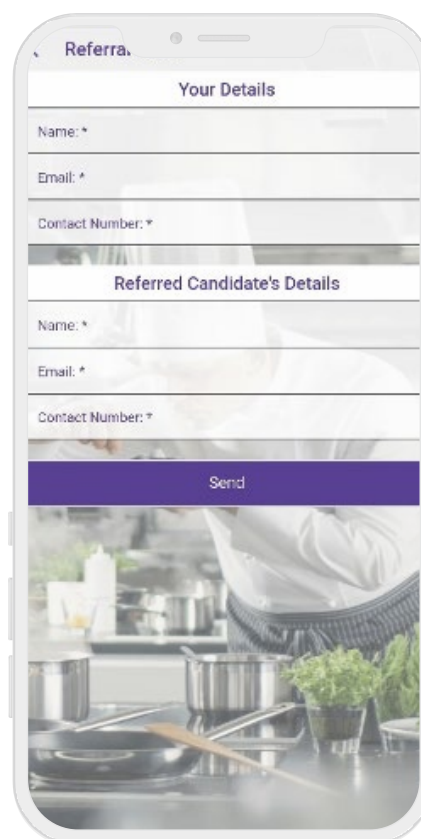 Your Details
Name: *
Email: *
Contact Number: *
Referred Candidate's Details
Name: *
Email: *
Contact Number: *
Send